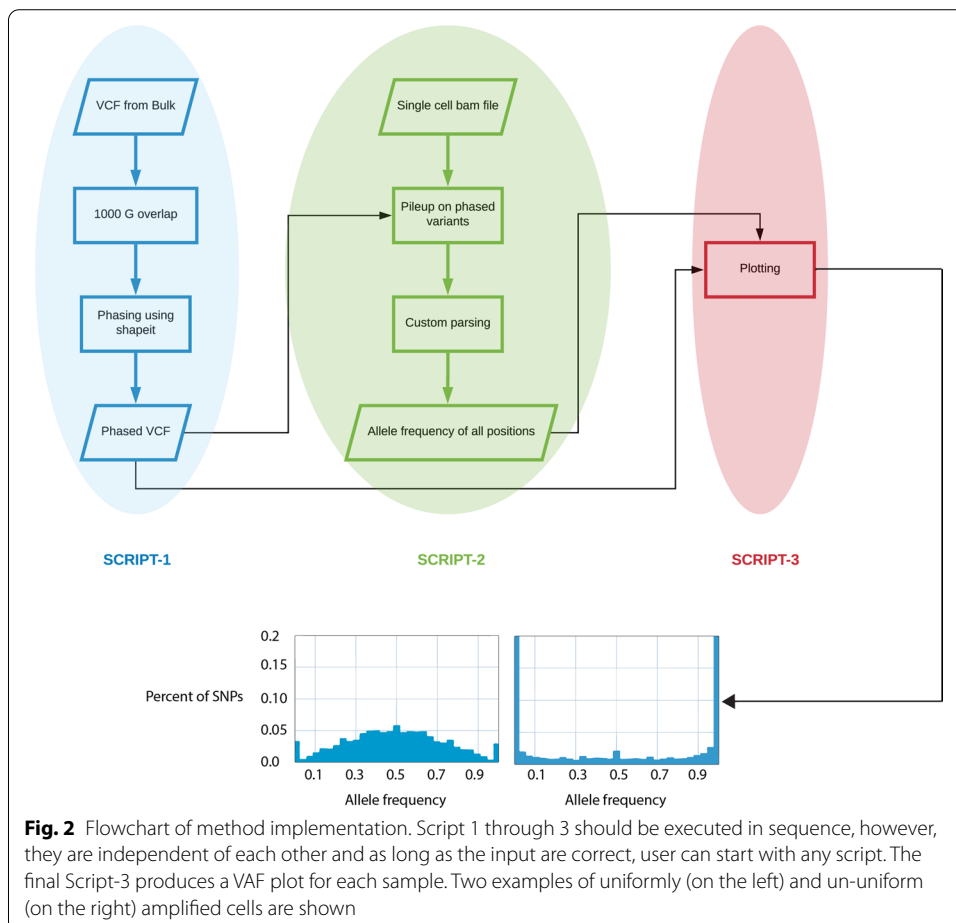 VCF from Bulk
1000 G overlap
Phasing using
shapeit
Phased VCF
SCRIPT-1
Single cell bam file
Pileup on phased
variants
Custom parsing
Allele frequency of all positions
SCRIPT-2
Plotting
SCRIPT-3
Percent of SNPs
0.2
0.15
0.10
0.05
0.0
0.1 0.3 0.5 0.7 0.9
Allele frequency
0.1 0.3 0.5 0.7 0.9
Allele frequency
Fig. 2 Flowchart of method implementation. Script 1 through 3 should be executed in sequence, however,
they are independent of each other and as long as the input are correct, user can start with any script. The
final Script-3 produces a VAF plot for each sample. Two examples of uniformly (on the left) and un-uniform
(on the right) amplified cells are shown